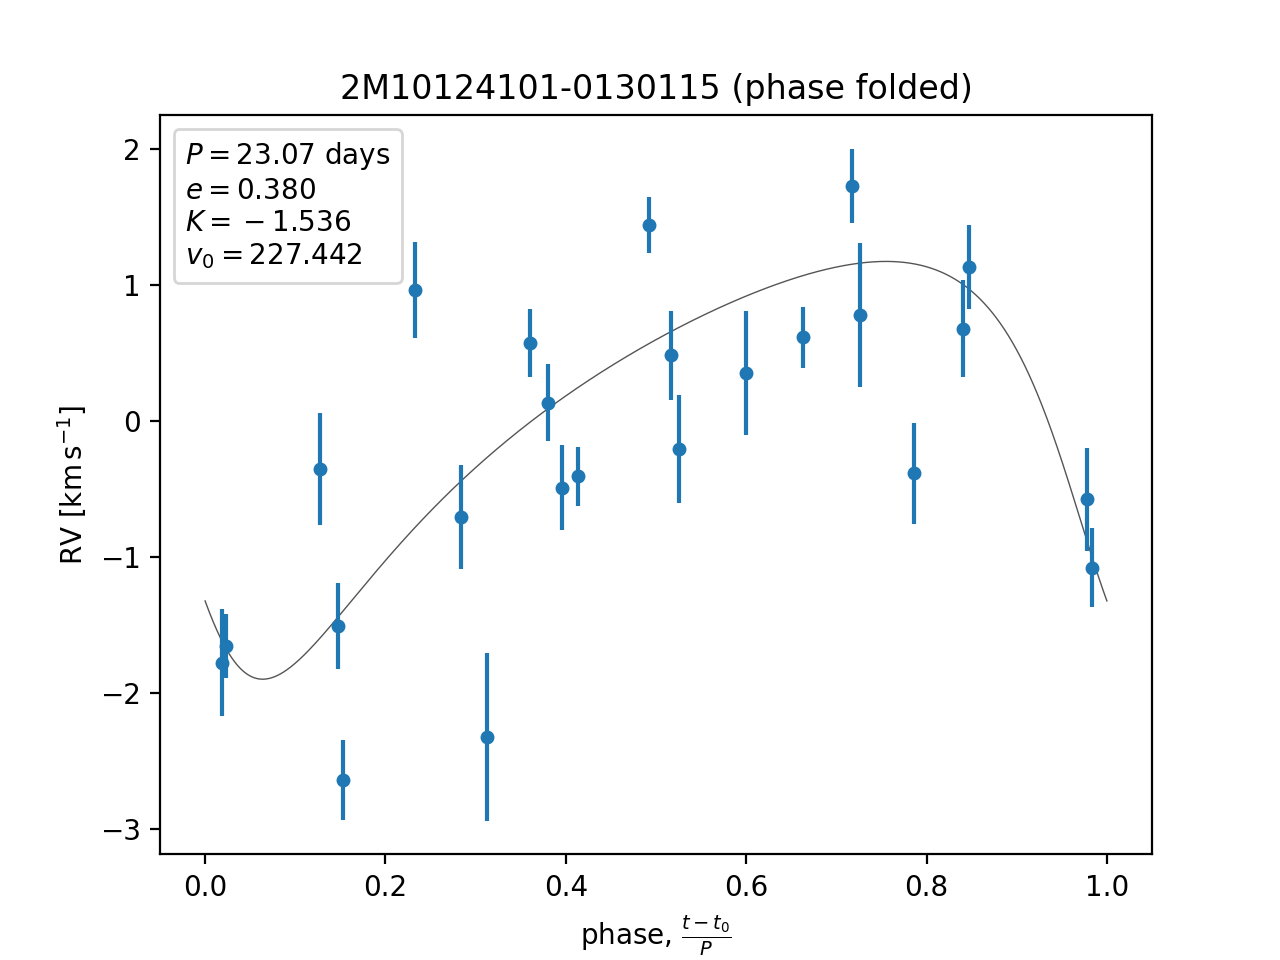 2M10124101-0130115 (phase folded)
P = 23.07 days
e = 0.380
K = −1.536
v₀ = 227.442
RV [km s⁻¹]
2
1
0
−1
−2
−3
0.0 0.2 0.4 0.6 0.8 1.0
phase, (t − t₀)/P